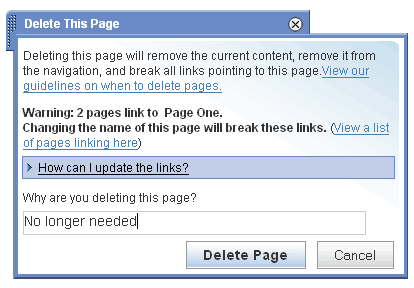 Delete This Page
Deleting this page will remove the current content, remove it from
the navigation, and break all links pointing to this page.View our
guidelines on when to delete pages.
Warning: 2 pages link to Page One.
Changing the name of this page will break these links. (View a list
of pages linking here)
How can I update the links?
Why are you deleting this page?
No longer needed
Delete Page Cancel